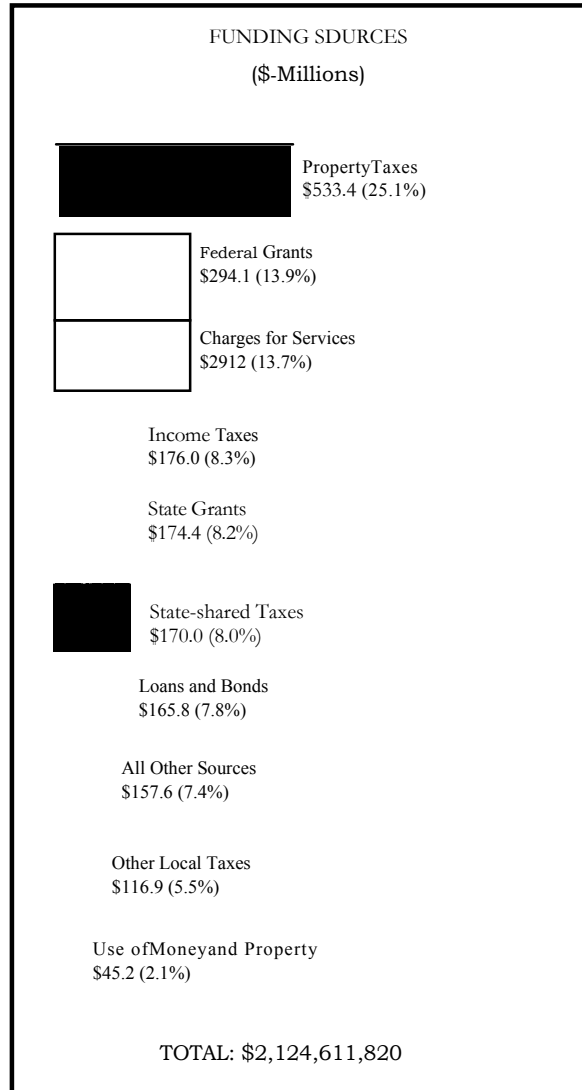 FUNDING SDURCES
($-Millions)
PropertyTaxes
$533.4 (25.1%)
Federal Grants
$294.1 (13.9%)
Charges for Services
$2912 (13.7%)
Income Taxes
$176.0 (8.3%)
State Grants
$174.4 (8.2%)
State-shared Taxes
$170.0 (8.0%)
Loans and Bonds
$165.8 (7.8%)
All Other Sources
$157.6 (7.4%)
Other Local Taxes
$116.9 (5.5%)
Use ofMoneyand Property
$45.2 (2.1%)
TOTAL: $2,124,611,820